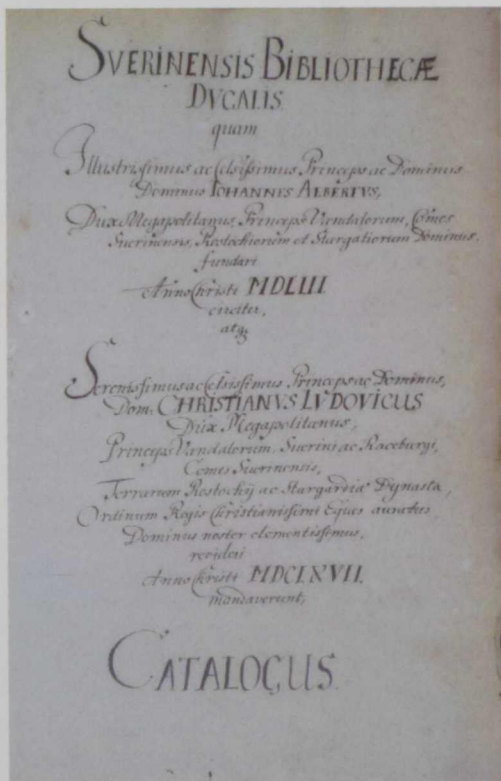 SVERINENSIS BIBLIOTHECÆ
DVCALIS
quam
Illustrissimus ac Celsissimus Princeps ac Dominus
Dominus IOHANNES ALBERTVS,
Dux Megapolitanus, Princeps Vandalorum, Comes
Suerinensis, Rostochiorum et Stargatiorum Dominus,
fundari
Anno Christi MDLIII
circiter,
atq;
Serenissimus ac Celsissimus Princeps ac Dominus,
Dom. CHRISTIANVS LVDOVICUS
Dux Megapolitanus,
Princeps Vandalorum Suerini ac Raceburgi,
Comes Suerinensis,
Terrarum Rostochij ac Stargardiæ Dynasta,
Ordinum Regis Christianissimi Eques auratus
Dominus noster clementissimus,
revideri
Anno Christi MDCLXVII.
mandaverunt,
CATALOGUS.